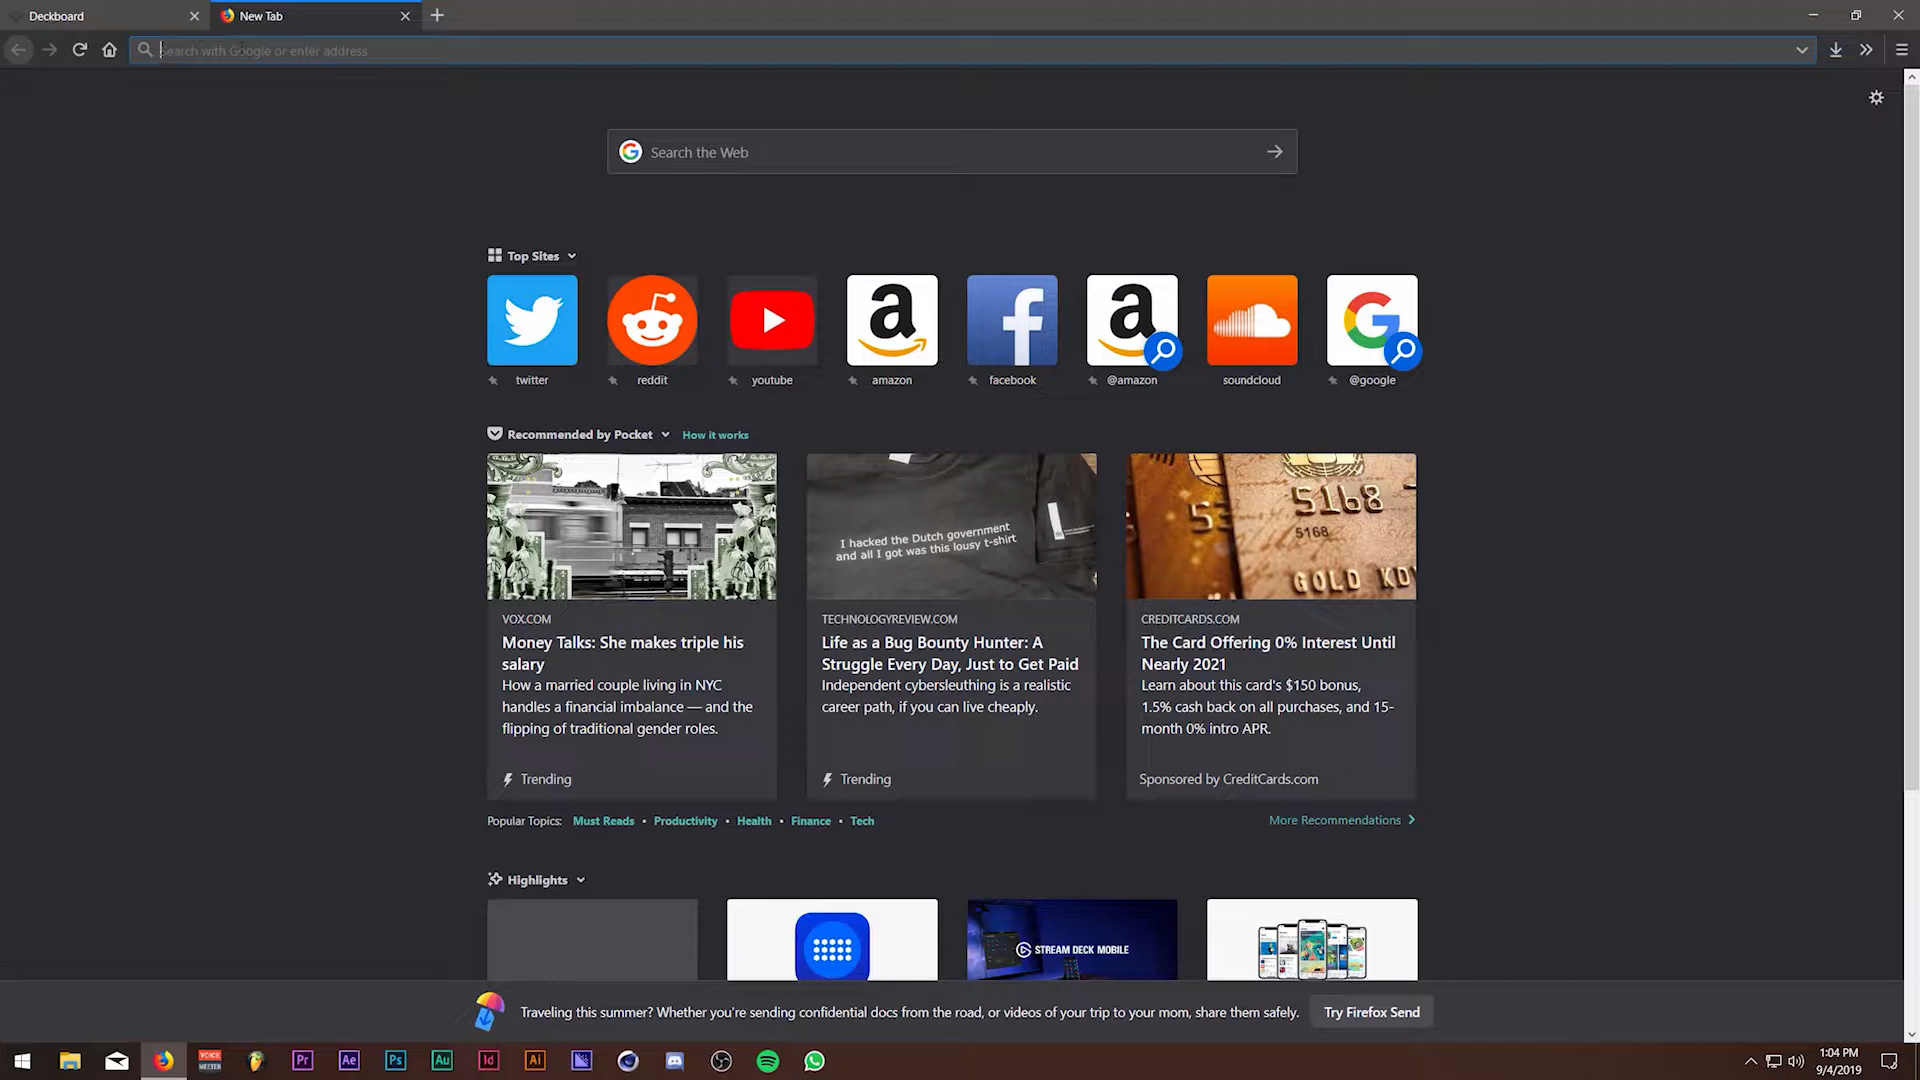 Deckboard
New Tab
Search with Google or enter address
Search the Web
Top Sites
twitter
reddit
youtube
amazon
facebook
@amazon
soundcloud
@google
Recommended by Pocket
How it works
I hacked the Dutch government
and all I got was this lousy t-shirt
5168
5168
GOLD
VOX.COM
Money Talks: She makes triple his
salary
How a married couple living in NYC
handles a financial imbalance — and the
flipping of traditional gender roles.
Trending
TECHNOLOGYREVIEW.COM
Life as a Bug Bounty Hunter: A
Struggle Every Day, Just to Get Paid
Independent cybersleuthing is a realistic
career path, if you can live cheaply.
Trending
CREDITCARDS.COM
The Card Offering 0% Interest Until
Nearly 2021
Learn about this card's $150 bonus,
1.5% cash back on all purchases, and 15-
month 0% intro APR.
Sponsored by CreditCards.com
Popular Topics: Must Reads • Productivity • Health • Finance • Tech
More Recommendations
Highlights
STREAM DECK MOBILE
Traveling this summer? Whether you're sending confidential docs from the road, or videos of your trip to your mom, share them safely.
Try Firefox Send
VOICE
MEETER
Pr
Ae
Ps
Au
Id
Ai
1:04 PM
9/4/2019